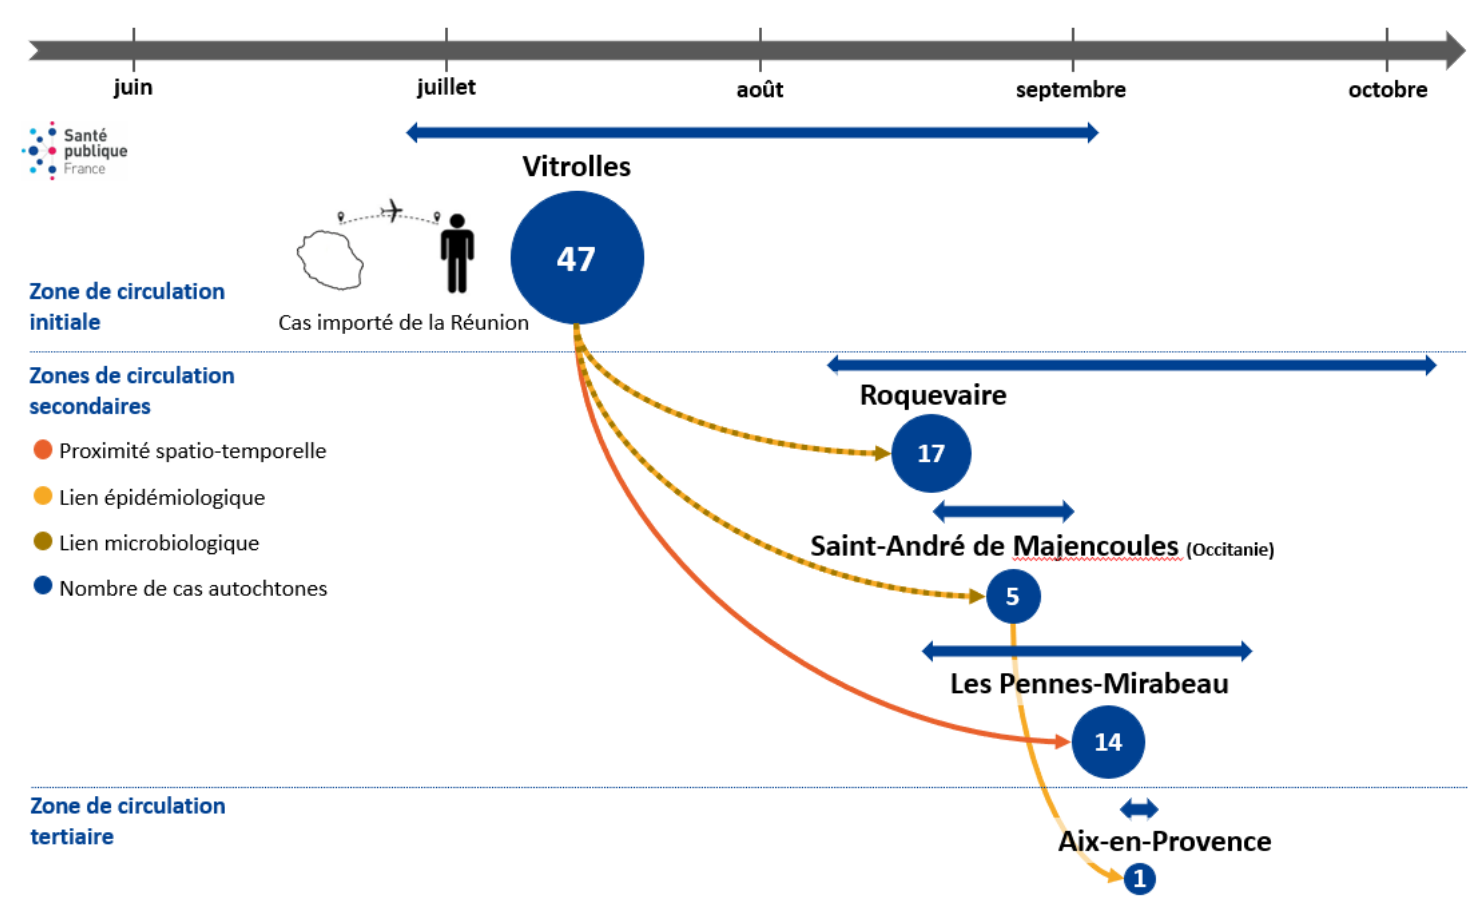 juin
juillet
août
septembre
octobre
Santé
publique
France
Vitrolles
47
Cas importé de la Réunion
Zone de circulation
initiale
Zones de circulation
secondaires
Proximité spatio-temporelle
Lien épidémiologique
Lien microbiologique
Nombre de cas autochtones
Roquevaire
17
Saint-André de Majencoules (Occitanie)
5
Les Pennes-Mirabeau
14
Zone de circulation
tertiaire
Aix-en-Provence
1